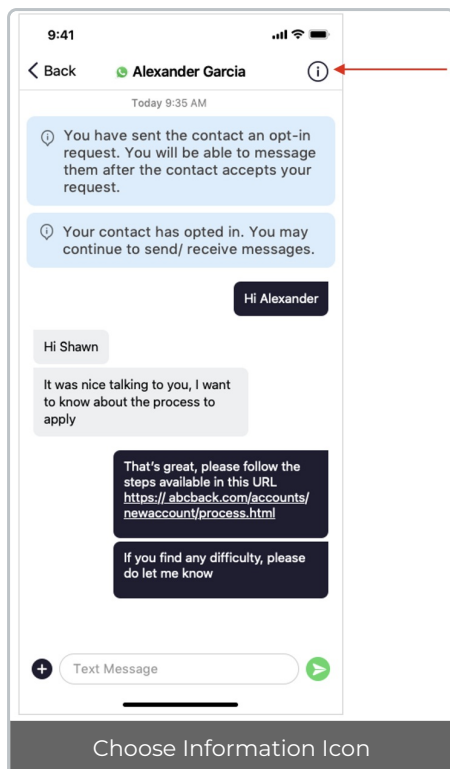 9:41
Back
Alexander Garcia
Today 9:35 AM
You have sent the contact an opt-in
request. You will be able to message
them after the contact accepts your
request.
Your contact has opted in. You may
continue to send/ receive messages.
Hi Alexander
Hi Shawn
It was nice talking to you, I want
to know about the process to
apply
That's great, please follow the
steps available in this URL
https:// abcback.com/accounts/
newaccount/process.html
If you find any difficulty, please
do let me know
Text Message
Choose Information Icon